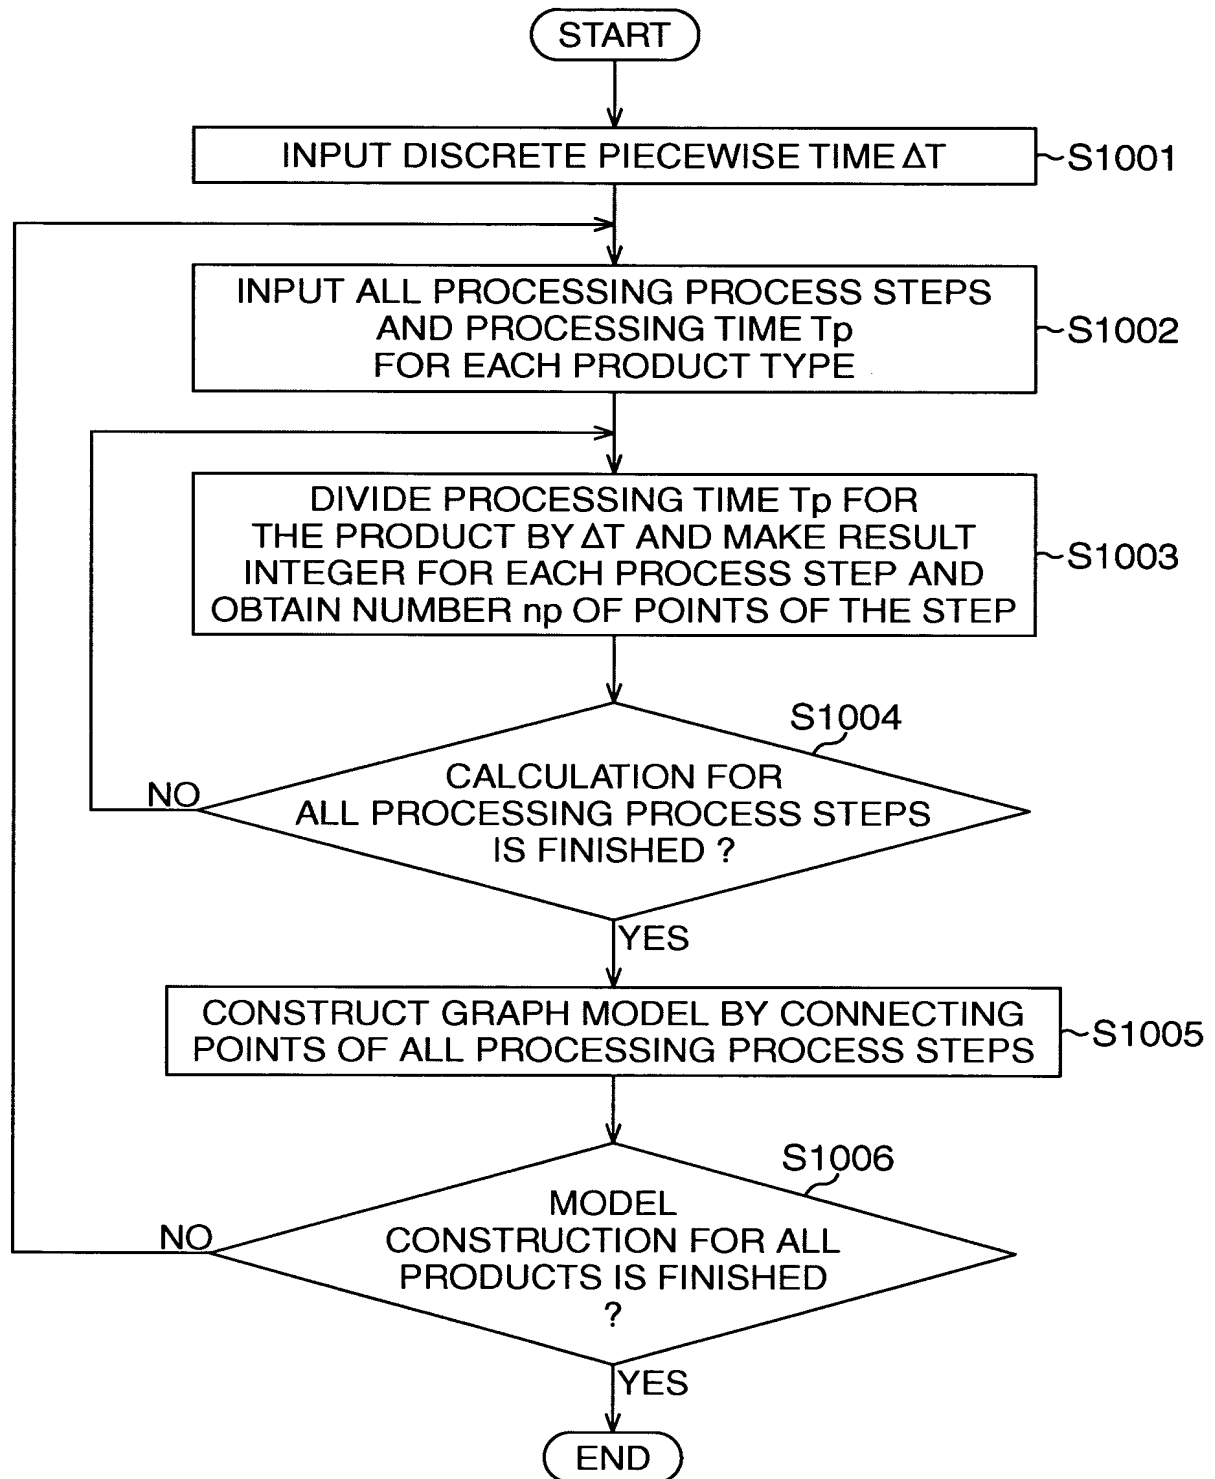 START
INPUT DISCRETE PIECEWISE TIME ΔT
S1001
INPUT ALL PROCESSING PROCESS STEPS
AND PROCESSING TIME Tp
FOR EACH PRODUCT TYPE
S1002
DIVIDE PROCESSING TIME Tp FOR
THE PRODUCT BY ΔT AND MAKE RESULT
INTEGER FOR EACH PROCESS STEP AND
OBTAIN NUMBER np OF POINTS OF THE STEP
S1003
S1004
CALCULATION FOR
ALL PROCESSING PROCESS STEPS
IS FINISHED ?
NO
YES
CONSTRUCT GRAPH MODEL BY CONNECTING
POINTS OF ALL PROCESSING PROCESS STEPS
S1005
S1006
MODEL
CONSTRUCTION FOR ALL
PRODUCTS IS FINISHED
?
NO
YES
END